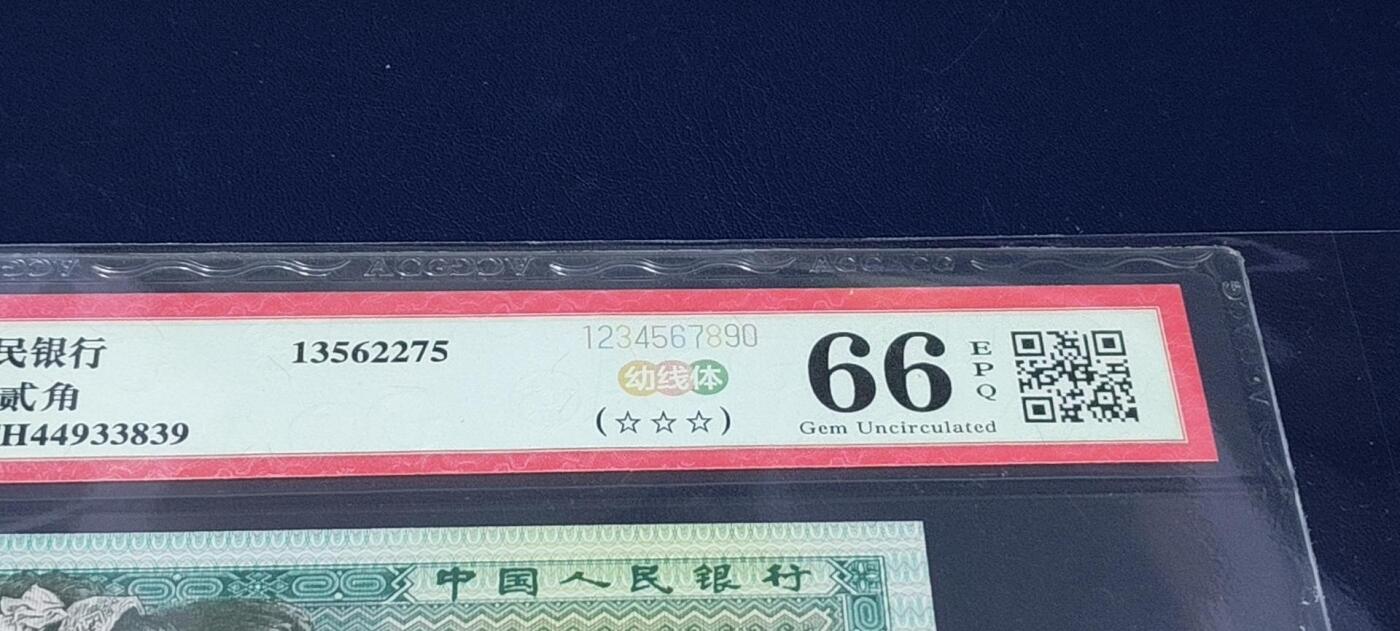 民银行
贰角
H44933839
13562275
1234567890
幼线体
(☆☆☆)
66
EPQ
Gem Uncirculated
中国人民银行